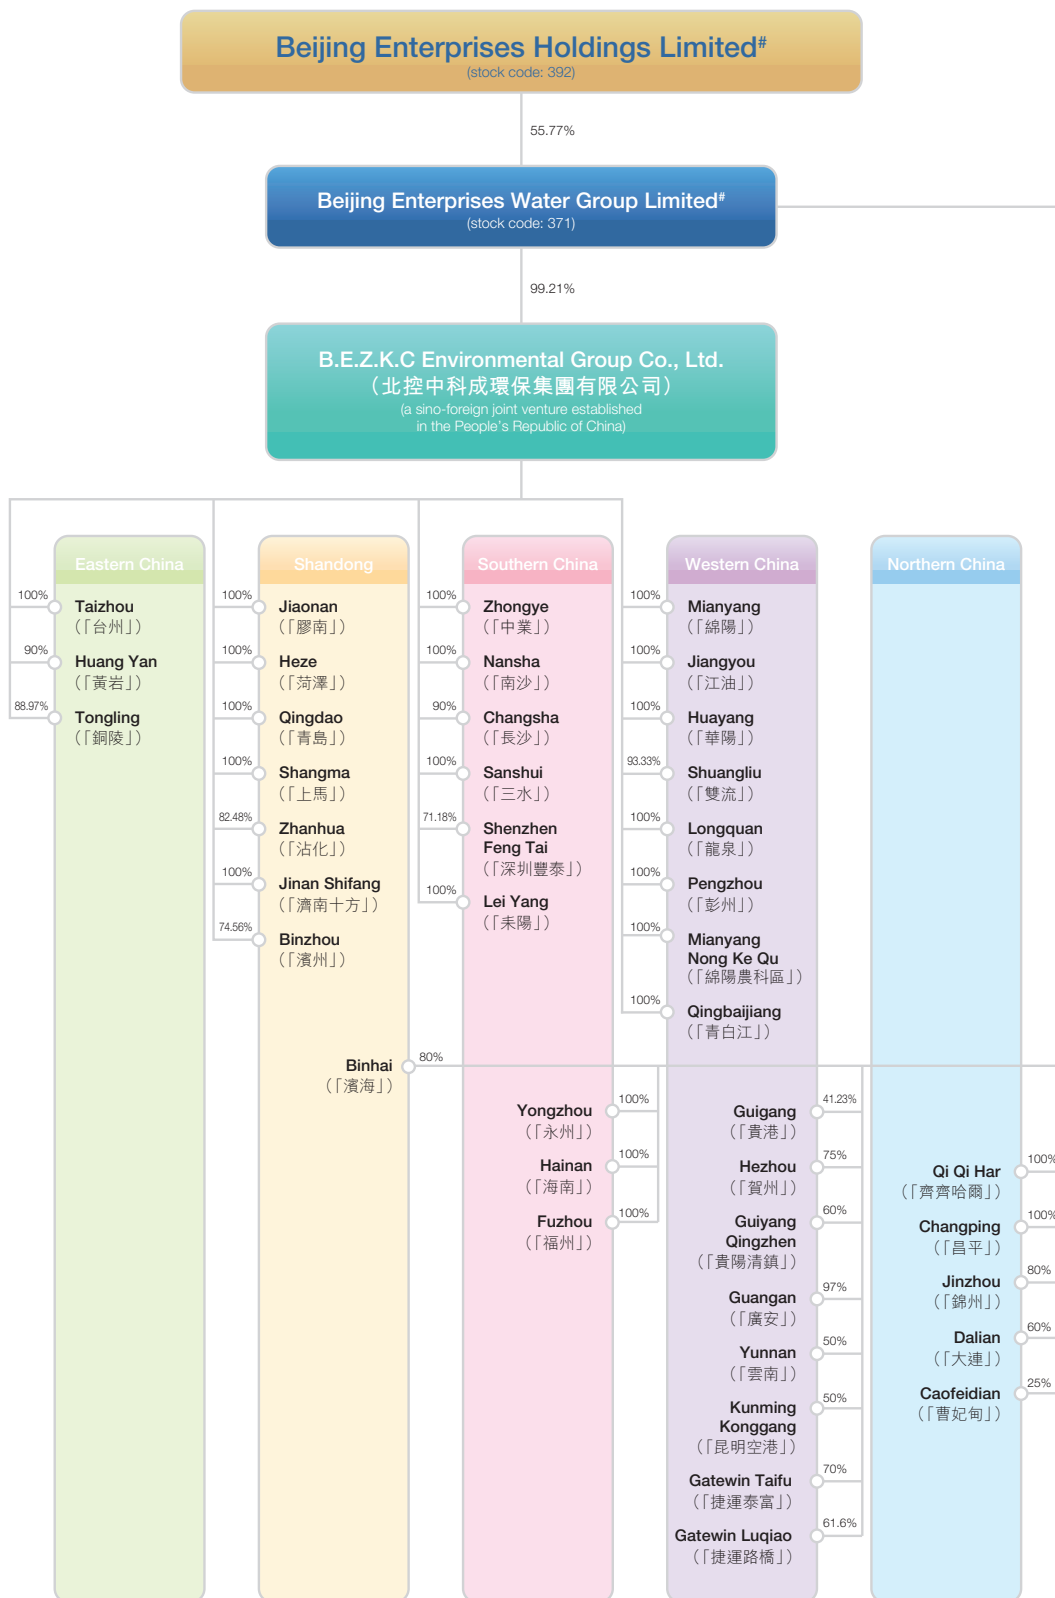 Beijing Enterprises Holdings Limited#
(stock code: 392)
55.77%
Beijing Enterprises Water Group Limited#
(stock code: 371)
99.21%
B.E.Z.K.C Environmental Group Co., Ltd.
（北控中科成環保集團有限公司）
(a sino-foreign joint venture established
in the People's Republic of China)
Eastern China
100%
Taizhou
（「台州」）
90%
Huang Yan
（「黃岩」）
88.97%
Tongling
（「銅陵」）
Shandong
100%
Jiaonan
（「膠南」）
100%
Heze
（「菏澤」）
100%
Qingdao
（「青島」）
100%
Shangma
（「上馬」）
82.48%
Zhanhua
（「沾化」）
100%
Jinan Shifang
（「濟南十方」）
74.56%
Binzhou
（「濱州」）
Binhai
80%
（「濱海」）
Southern China
100%
Zhongye
（「中業」）
100%
Nansha
（「南沙」）
90%
Changsha
（「長沙」）
100%
Sanshui
（「三水」）
71.18%
Shenzhen
Feng Tai
（「深圳豐泰」）
100%
Lei Yang
（「耒陽」）
Yongzhou
100%
（「永州」）
Hainan
100%
（「海南」）
Fuzhou
100%
（「福州」）
Western China
100%
Mianyang
（「綿陽」）
100%
Jiangyou
（「江油」）
100%
Huayang
（「華陽」）
93.33%
Shuangliu
（「雙流」）
100%
Longquan
（「龍泉」）
100%
Pengzhou
（「彭州」）
100%
Mianyang
Nong Ke Qu
（「綿陽農科區」）
100%
Qingbaijiang
（「青白江」）
Guigang
41.23%
（「貴港」）
Hezhou
75%
（「賀州」）
Guiyang
60%
Qingzhen
（「貴陽清鎮」）
Guangan
97%
（「廣安」）
Yunnan
50%
（「雲南」）
Kunming
50%
Konggang
（「昆明空港」）
Gatewin Taifu
70%
（「捷運泰富」）
Gatewin Luqiao
61.6%
（「捷運路橋」）
Northern China
Qi Qi Har
100%
（「齊齊哈爾」）
Changping
100%
（「昌平」）
Jinzhou
80%
（「錦州」）
Dalian
60%
（「大連」）
Caofeidian
25%
（「曹妃甸」）